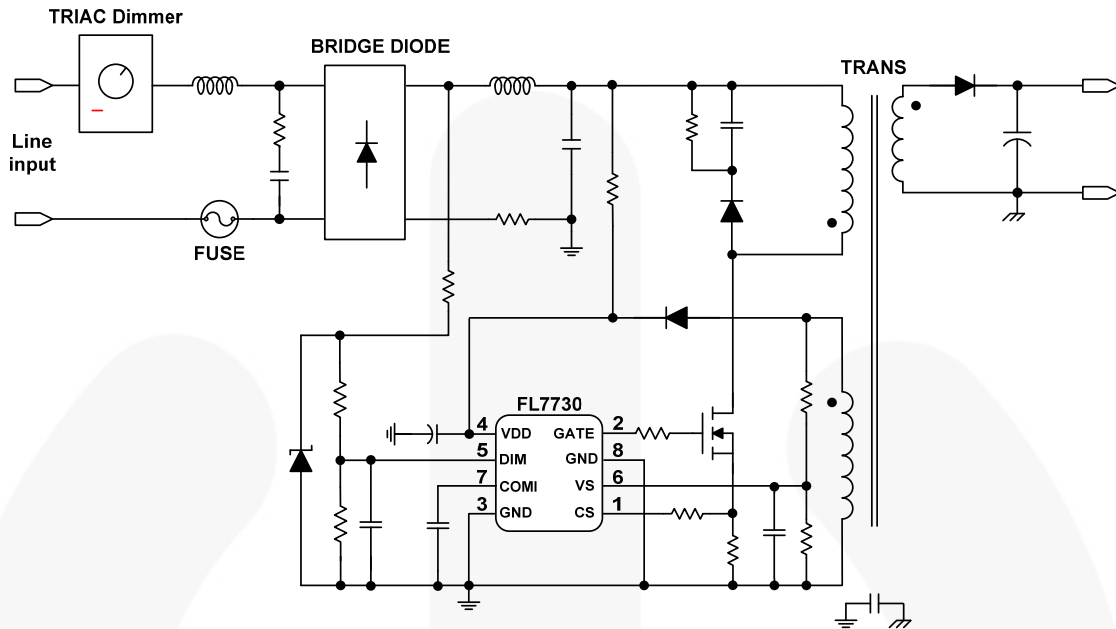 TRIAC Dimmer
BRIDGE DIODE
TRANS
Line
input
FUSE
FL7730
4 VDD GATE 2
5 DIM GND 8
7 COMI VS 6
3 GND CS 1